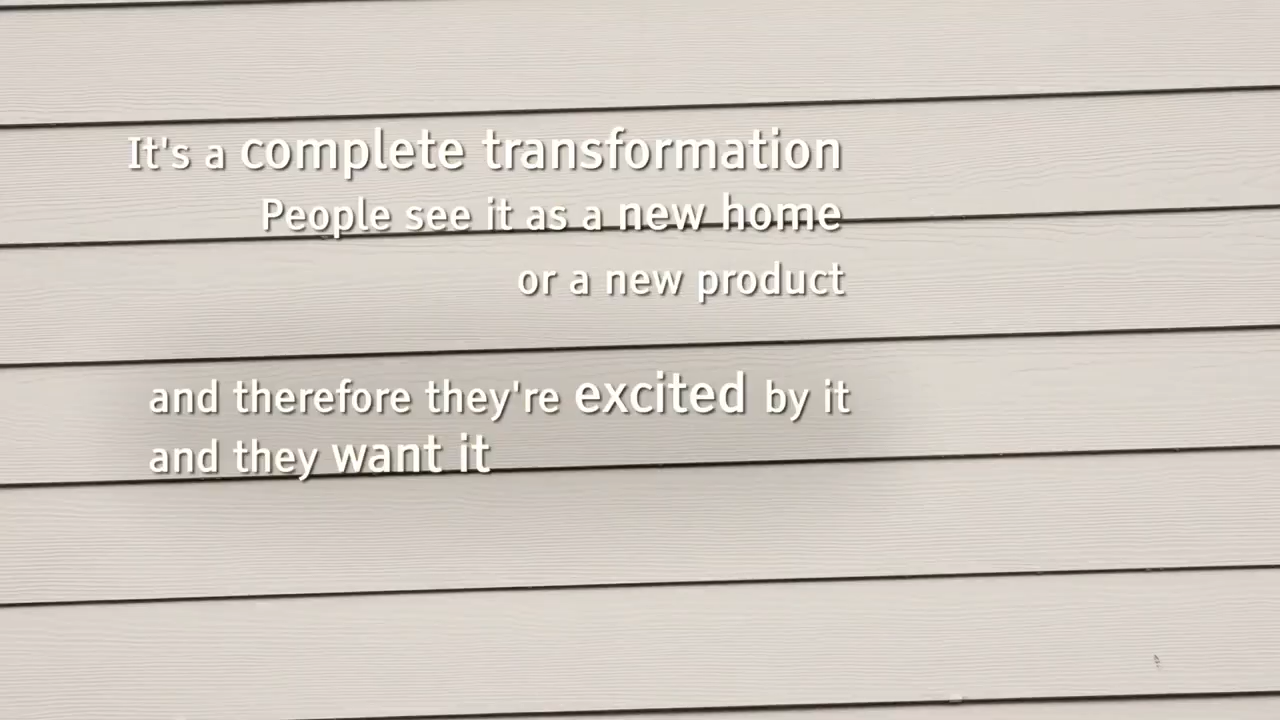 It's a complete transformation
People see it as a new home
or a new product
and therefore they're excited by it
and they want it